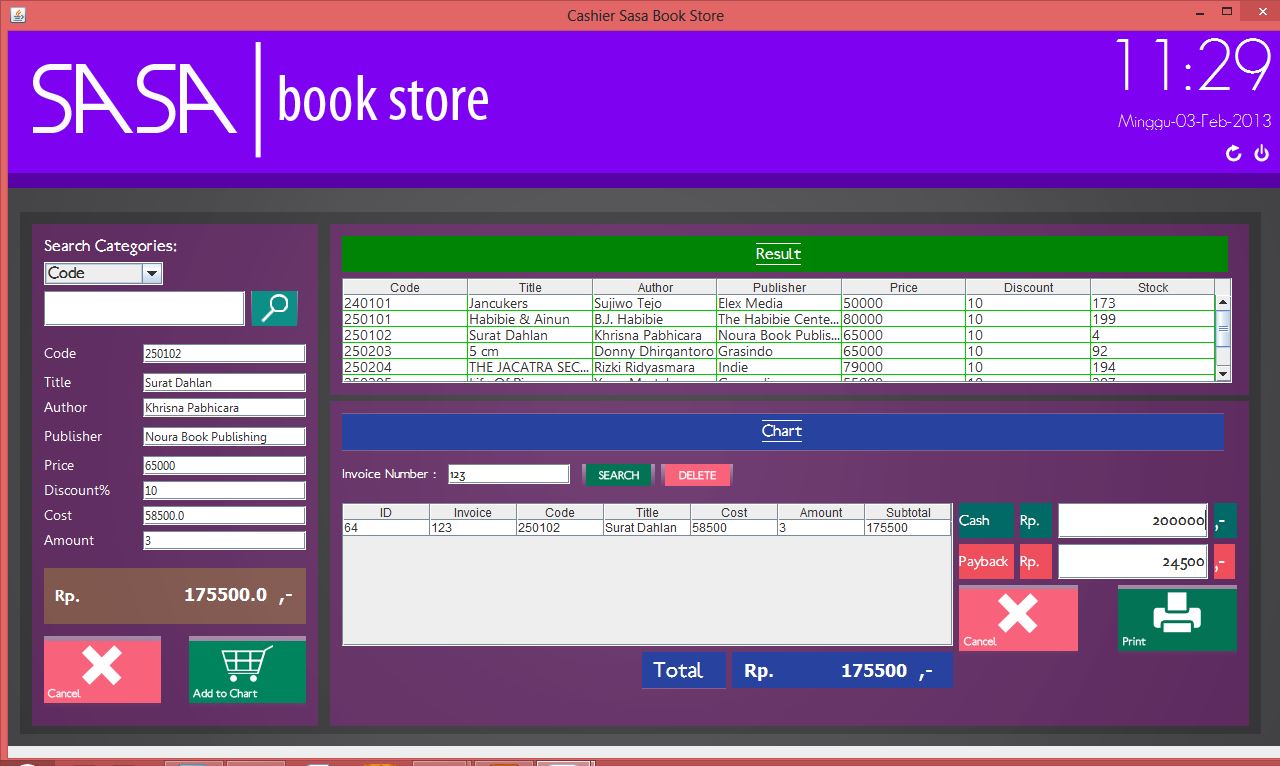 Cashier Sasa Book Store
SASA | book store
11:29
Minggu-03-Feb-2013
Search Categories:
Code
Code 250102
Title Surat Dahlan
Author Khrisna Pabhicara
Publisher Noura Book Publishing
Price 65000
Discount% 10
Cost 58500.0
Amount 3
Rp. 175500.0 ,-
Cancel
Add to Chart
Result
Code Title Author Publisher Price Discount Stock
240101 Jancukers Sujiwo Tejo Elex Media 50000 10 173
250101 Habibie & Ainun B.J. Habibie The Habibie Cente... 80000 10 199
250102 Surat Dahlan Khrisna Pabhicara Noura Book Publis... 65000 10 4
250203 5 cm Donny Dhirgantoro Grasindo 65000 10 92
250204 THE JACATRA SEC... Rizki Ridyasmara Indie 79000 10 194
Chart
Invoice Number : 123 SEARCH DELETE
ID Invoice Code Title Cost Amount Subtotal
64 123 250102 Surat Dahlan 58500 3 175500
Cash Rp. 200000 ,-
Payback Rp. 24500 ,-
Cancel
Print
Total Rp. 175500 ,-